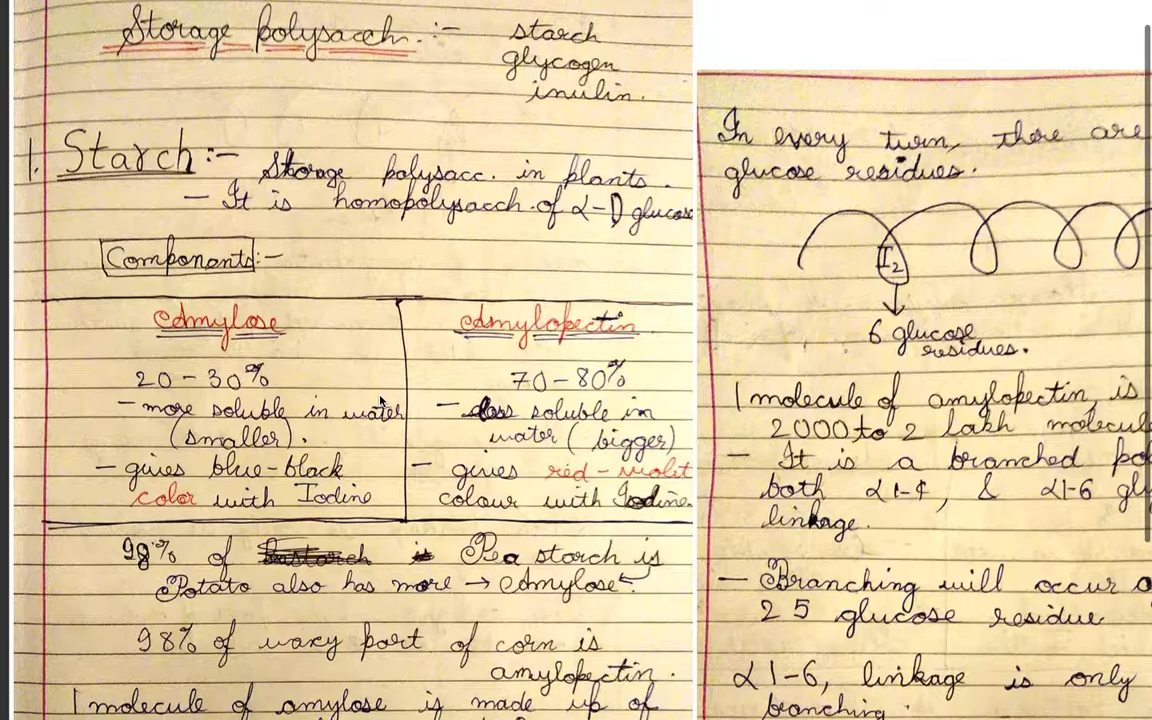 Storage polysacch. :- starch
glycogen
inulin.
1. Starch :- Storage polysacc. in plants.
- It is homopolysacch. of α-D glucose
Components :-
Amylose
20 - 30%
- more soluble in water
(smaller).
- gives blue-black
color with Iodine
Amylopectin
70 - 80%
- less soluble in
water (bigger)
- gives red - violet
colour with Iodine.
98% of Pea starch is
Potato also has more → Amylose
98% of waxy part of corn is
amylopectin.
1 molecule of amylose is made up of
In every turn, there are
glucose residues.
I2
6 glucose
residues.
1 molecule of amylopectin, is
2000 to 2 lakh molecul
- It is a branched po
both α1-4, & α1-6 gly
linkage.
- Branching will occur
25 glucose residue
α1-6, linkage is only
branching.